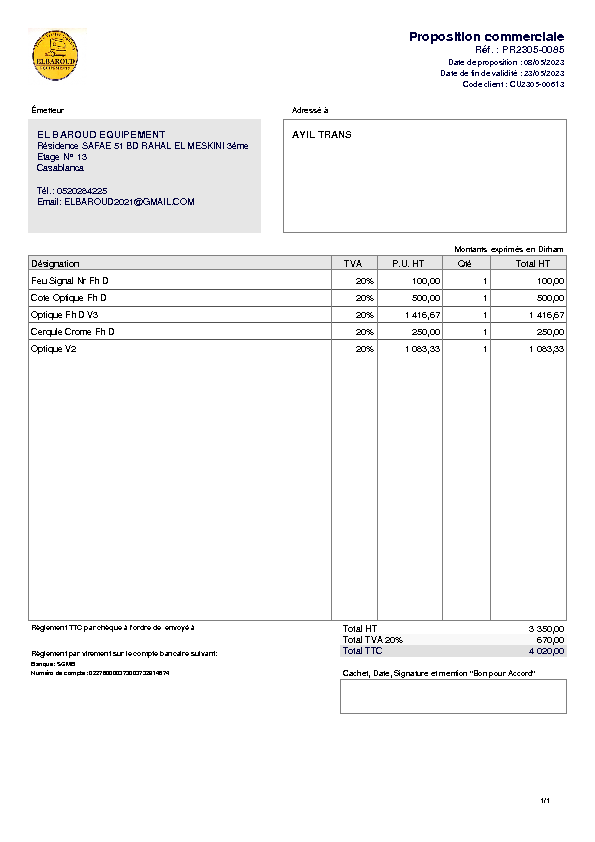 ELBAROUD
EQUIPEMENT
Proposition commerciale
Réf. : PR2305-0085
Date de proposition : 08/05/2023
Date de fin de validité : 23/05/2023
Code client : CU2305-00613
Émetteur
Adressé à
EL BAROUD EQUIPEMENT
Résidence SAFAE 51 BD RAHAL EL MESKINI 3éme
Etage N° 13
Casablanca
Tél.: 0520284225
Email: ELBAROUD2021@GMAIL.COM
AYIL TRANS
Montants exprimés en Dirham
Désignation TVA P.U. HT Qté Total HT
Feu Signal Nr Fh D 20% 100,00 1 100,00
Cote Optique Fh D 20% 500,00 1 500,00
Optique Fh D V3 20% 1 416,67 1 1 416,67
Cerqule Crome Fh D 20% 250,00 1 250,00
Optique V2 20% 1 083,33 1 1 083,33
Règlement TTC par chèque à l'ordre de envoyé à
Total HT 3 350,00
Total TVA 20% 670,00
Total TTC 4 020,00
Règlement par virement sur le compte bancaire suivant:
Banque: SGMB
Numéro de compte:
Cachet, Date, Signature et mention "Bon pour Accord"
1/1